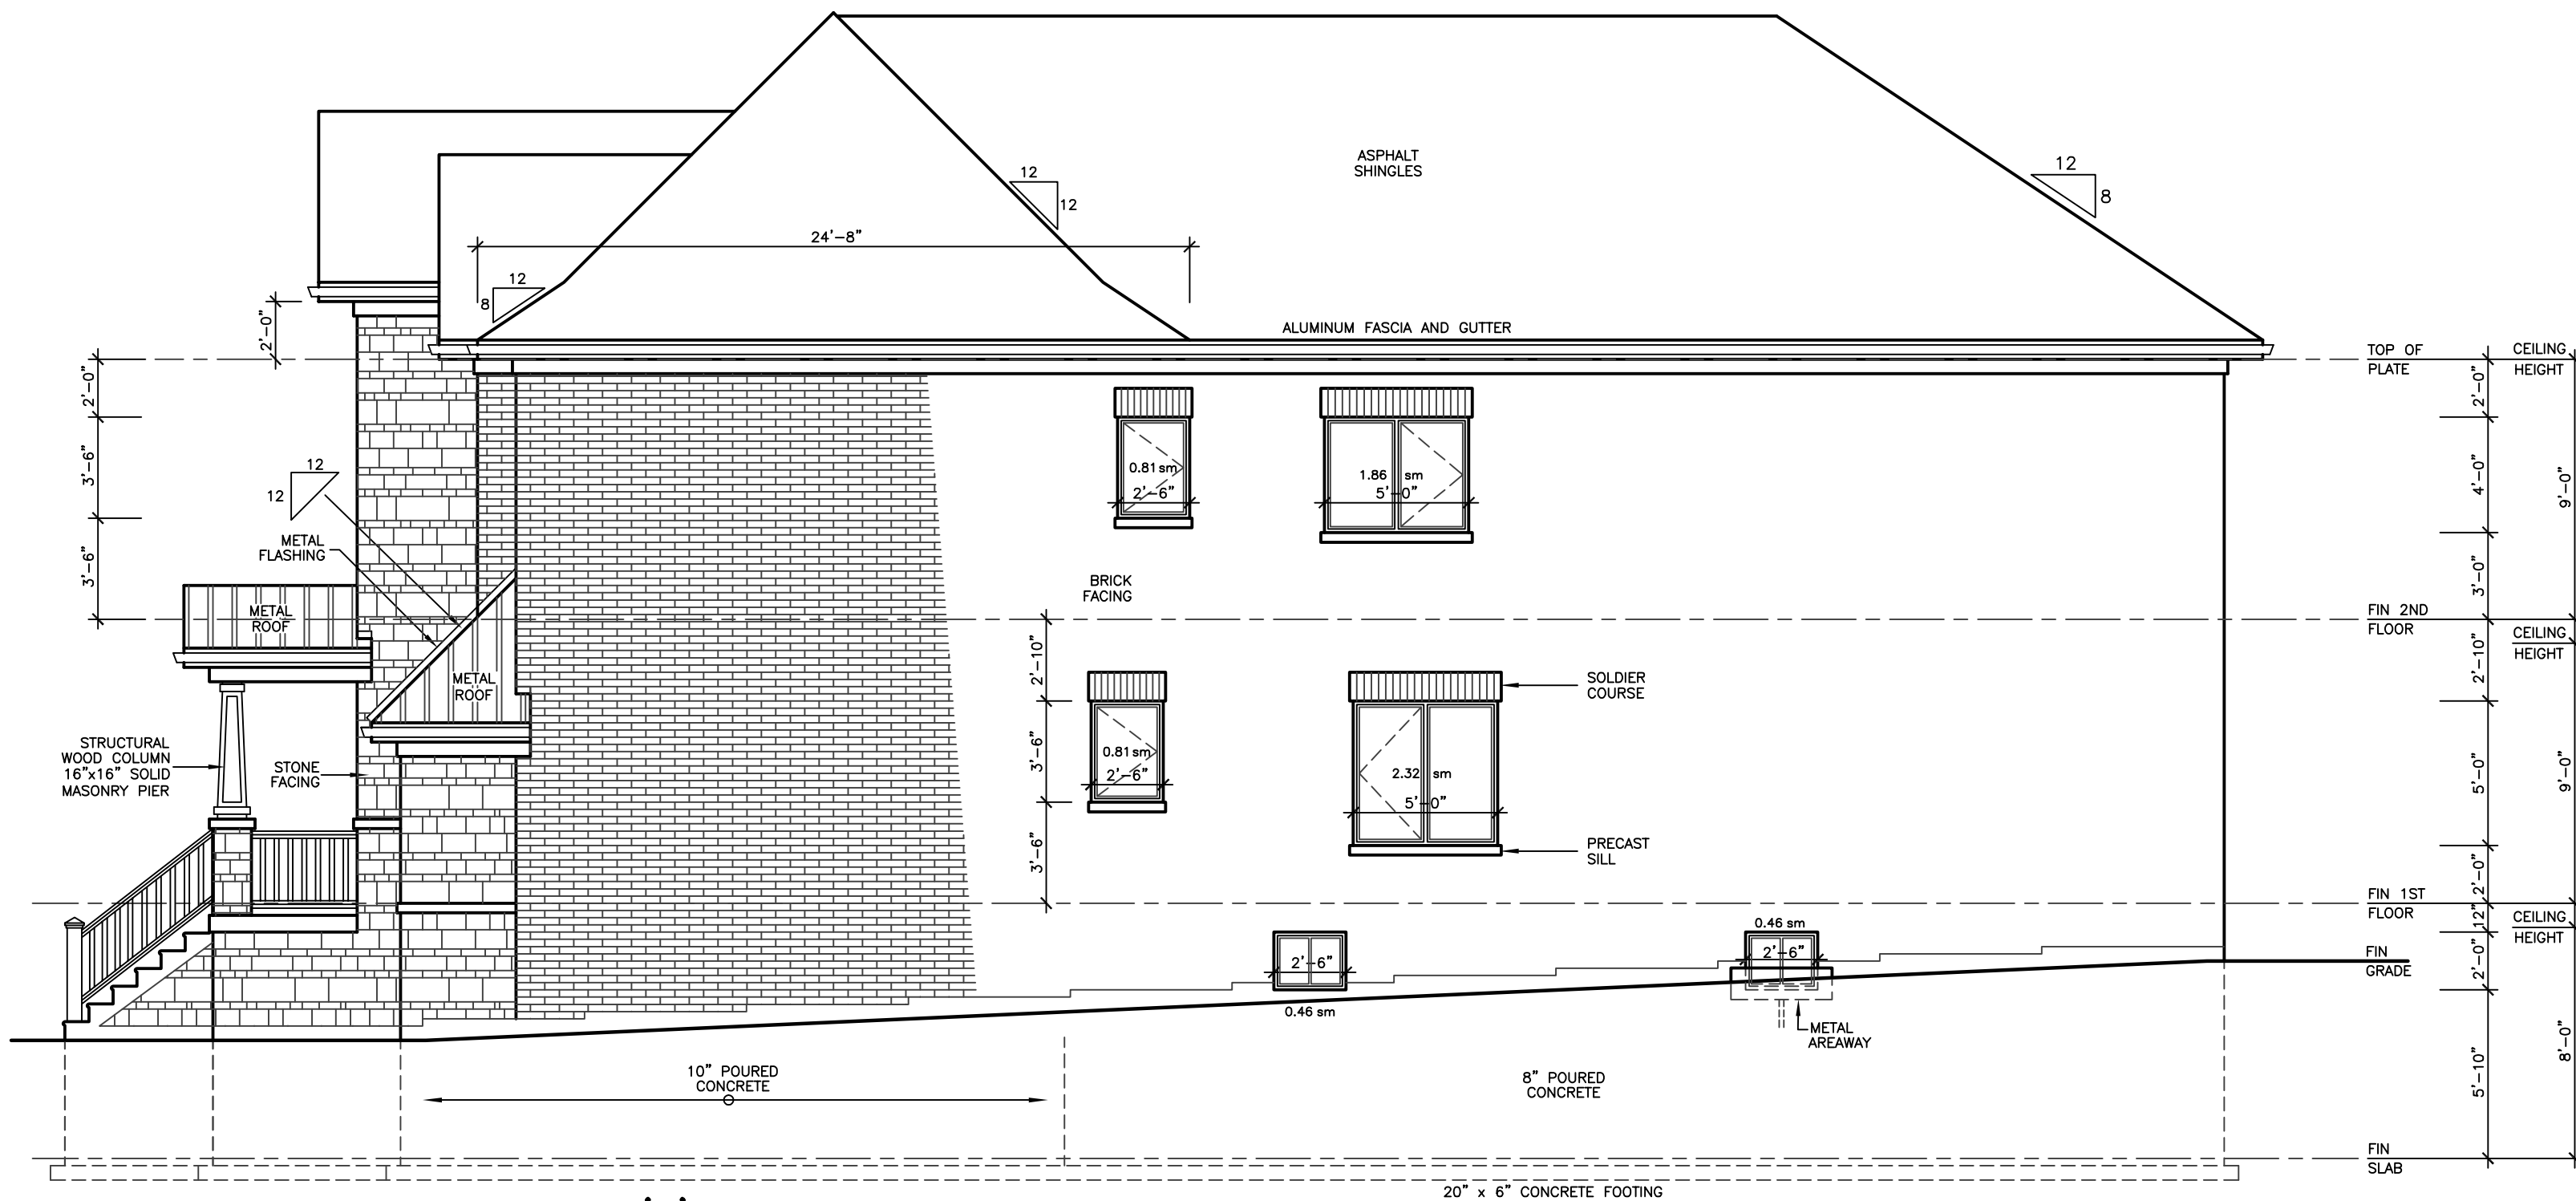 ASPHALT
SHINGLES
12
8
12
12
24'-8"
12
8
ALUMINUM FASCIA AND GUTTER
2'-0"
2'-0"
3'-6"
3'-6"
12
12
METAL
FLASHING
METAL
ROOF
METAL
ROOF
STRUCTURAL
WOOD COLUMN
16"x16" SOLID
MASONRY PIER
STONE
FACING
0.81 sm
2'-6"
1.86 sm
5'-0"
BRICK
FACING
2'-10"
3'-6"
3'-6"
0.81 sm
2'-6"
2.32 sm
5'-0"
SOLDIER
COURSE
PRECAST
SILL
2'-6"
0.46 sm
0.46 sm
2'-6"
METAL
AREAWAY
10" POURED
CONCRETE
8" POURED
CONCRETE
20" x 6" CONCRETE FOOTING
TOP OF
PLATE
FIN 2ND
FLOOR
FIN 1ST
FLOOR
FIN
GRADE
FIN
SLAB
2'-0"
4'-0"
3'-0"
2'-10"
5'-0"
2'-0"
12"
2'-0"
5'-10"
CEILING
HEIGHT
9'-0"
CEILING
HEIGHT
9'-0"
CEILING
HEIGHT
8'-0"